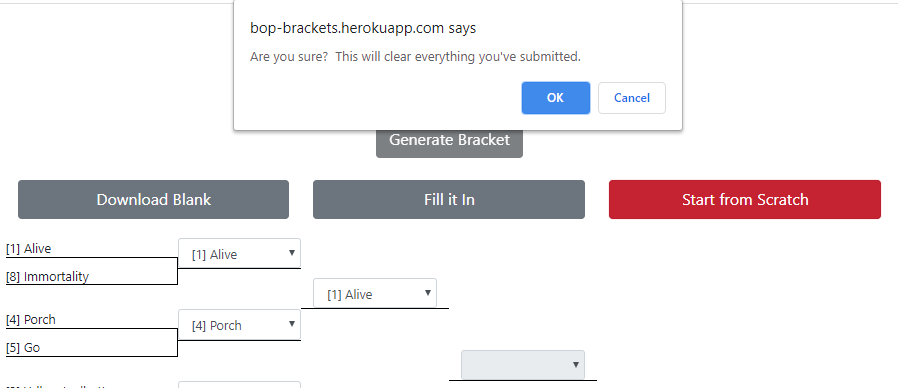 bop-brackets.herokuapp.com says
Are you sure?  This will clear everything you've submitted.
OK Cancel
Generate Bracket
Download Blank Fill it In Start from Scratch
[1] Alive
[1] Alive
[8] Immortality
[1] Alive
[4] Porch
[4] Porch
[5] Go